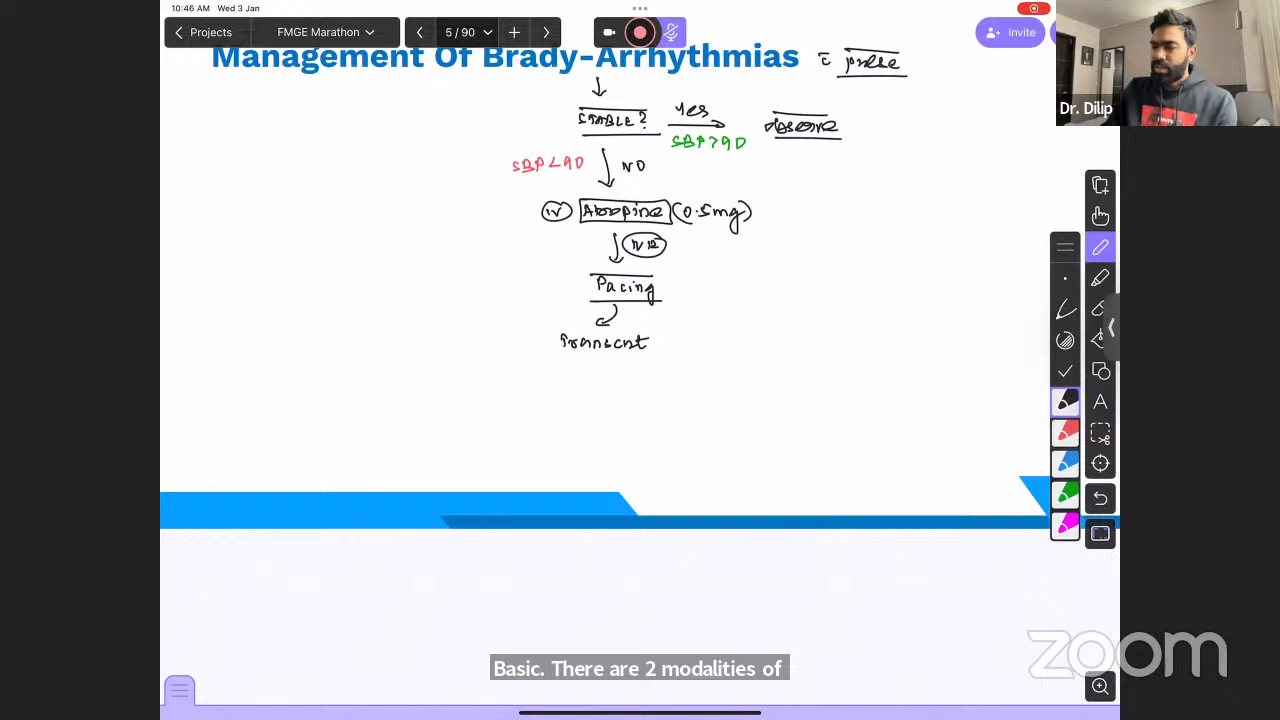 10:46 AM Wed 3 Jan
Projects
FMGE Marathon
5 / 90
Invite
Management Of Brady-Arrhythmias c̄ pulse
STABLE? Yes observe
SBP>90
SBP<90 NO
IV Atropine (0.5mg)
NR
Pacing
Transcut
Dr. Dilip
A
Basic. There are 2 modalities of
zoom